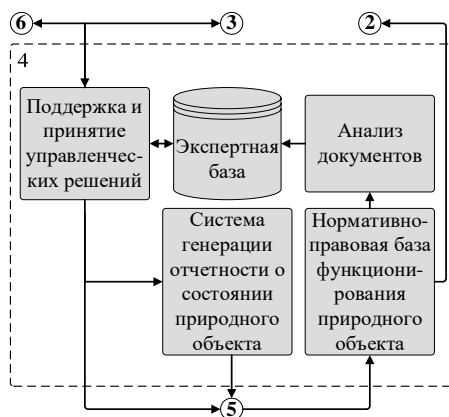 6
3
2
4
Поддержка и
принятие
управленчес-
ких решений
Экспертная
база
Анализ
документов
Система
генерации
отчетности о
состоянии
природного
объекта
Нормативно-
правовая база
функциони-
рования
природного
объекта
5